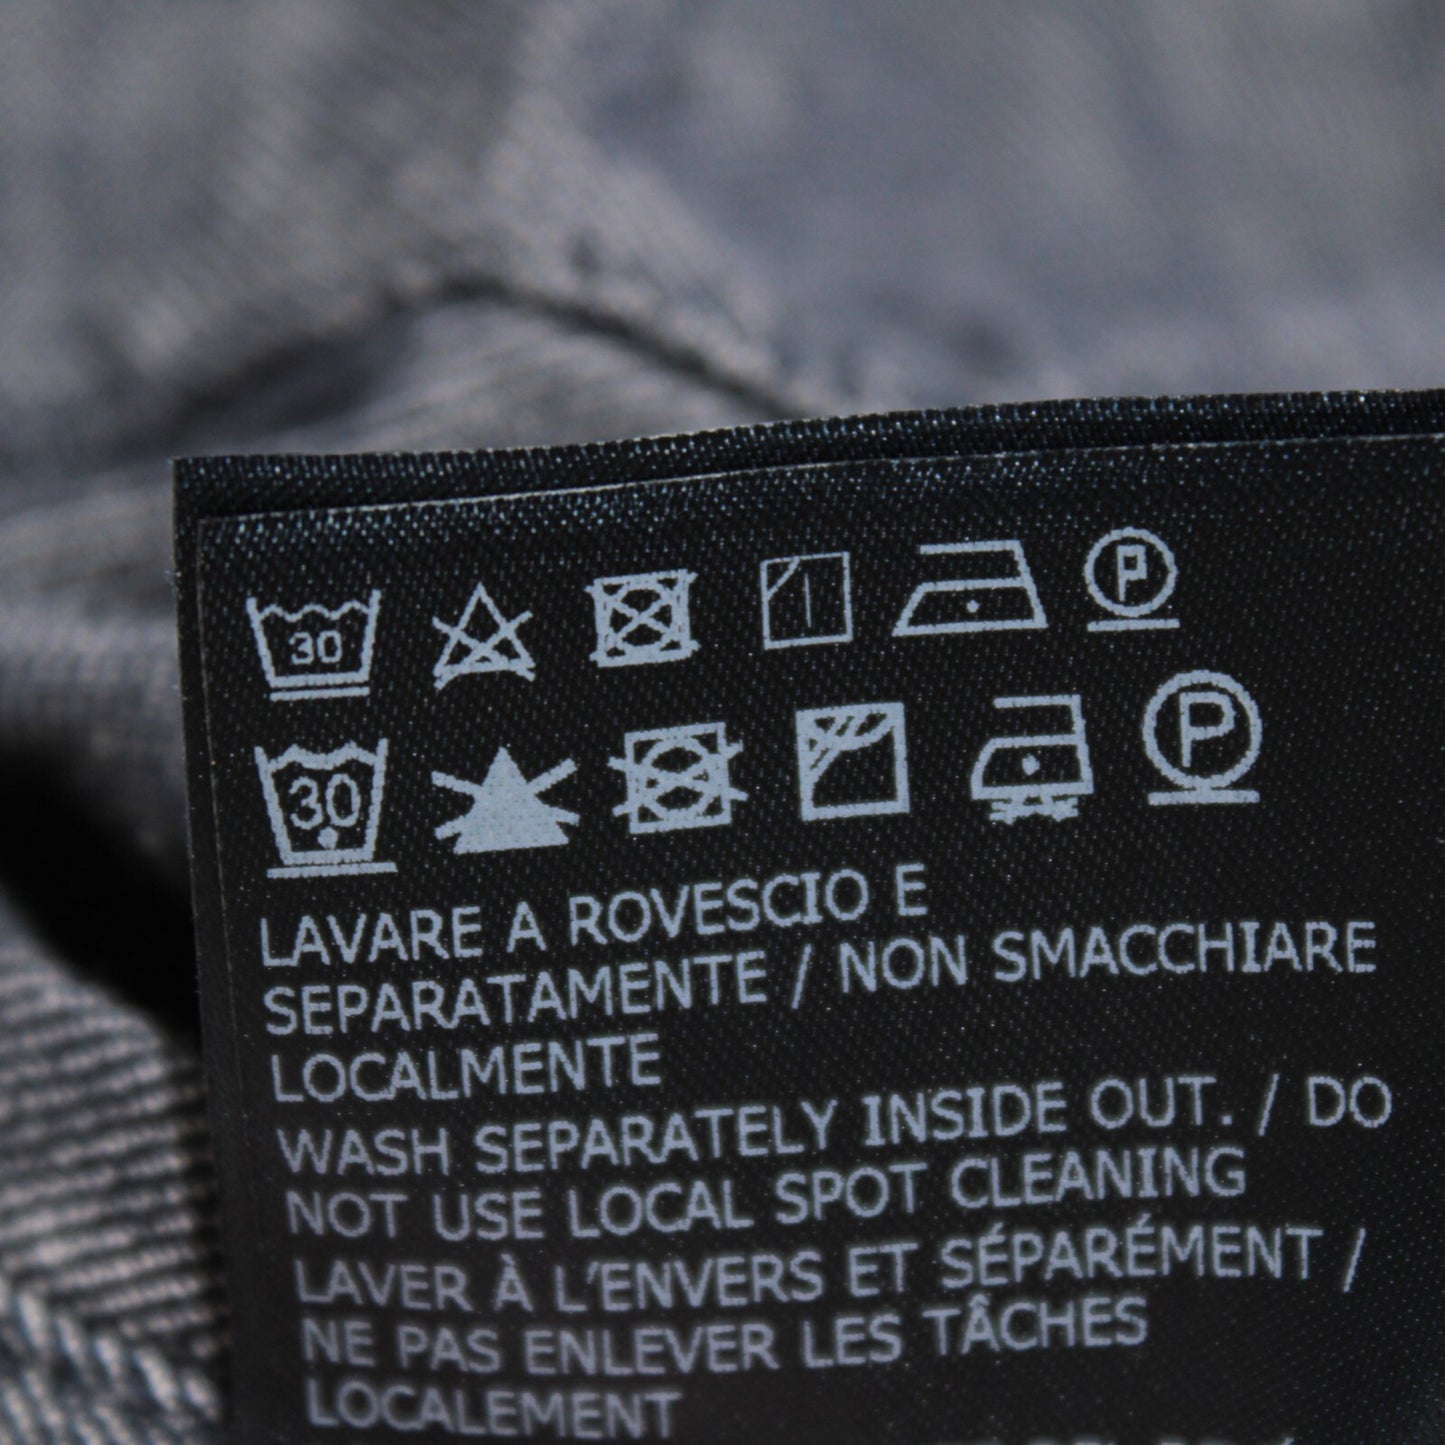 30 P
30 P
LAVARE A ROVESCIO E
SEPARATAMENTE / NON SMACCHIARE
LOCALMENTE
WASH SEPARATELY INSIDE OUT. / DO
NOT USE LOCAL SPOT CLEANING
LAVER À L'ENVERS ET SÉPARÉMENT /
NE PAS ENLEVER LES TÂCHES
LOCALEMENT